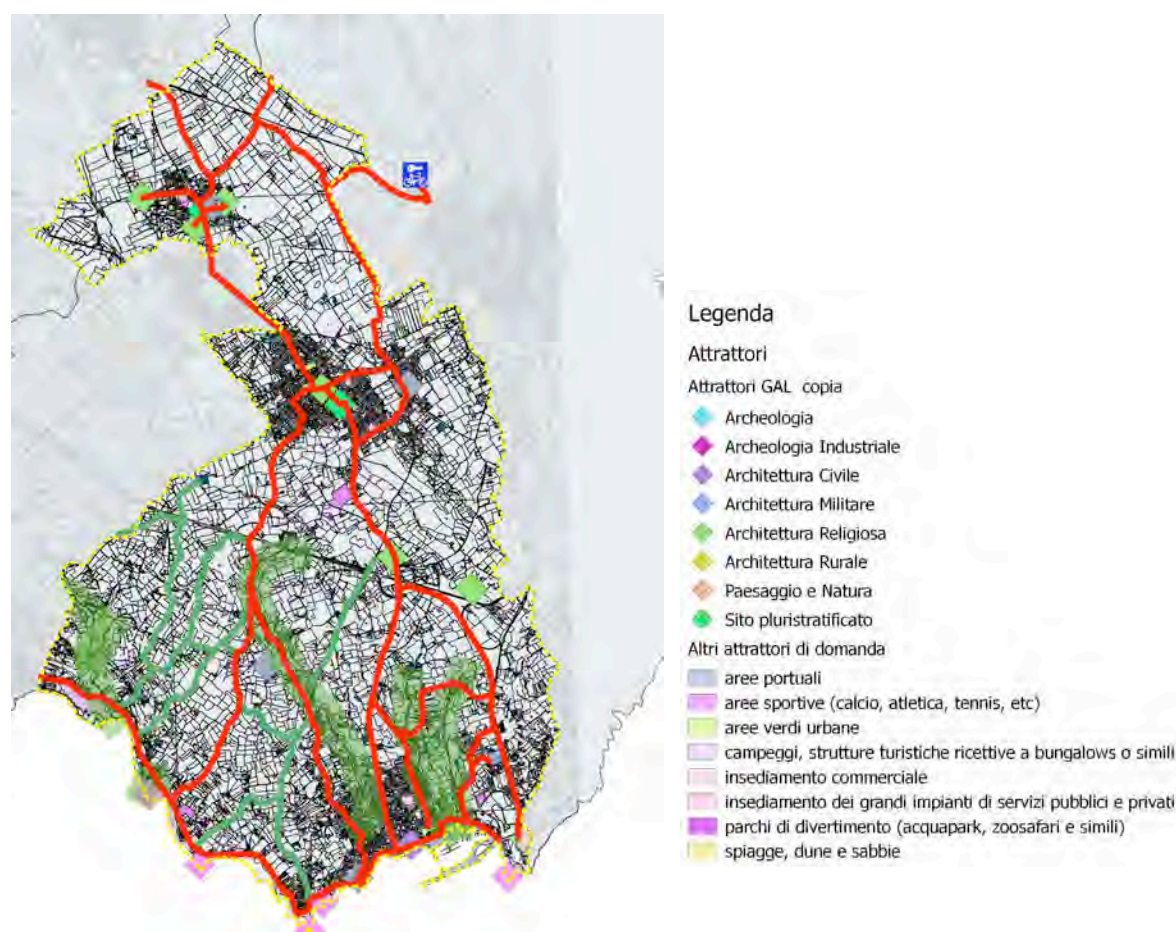 Legenda
Attrattori
Attrattori GAL copia
Archeologia
Archeologia Industriale
Architettura Civile
Architettura Militare
Architettura Religiosa
Architettura Rurale
Paesaggio e Natura
Sito pluristratificato
Altri attrattori di domanda
aree portuali
aree sportive (calcio, atletica, tennis, etc)
aree verdi urbane
campeggi, strutture turistiche ricettive a bungalows o simili
insediamento commerciale
insediamento dei grandi impianti di servizi pubblici e privati
parchi di divertimento (acquapark, zoosafari e simili)
spiagge, dune e sabbie